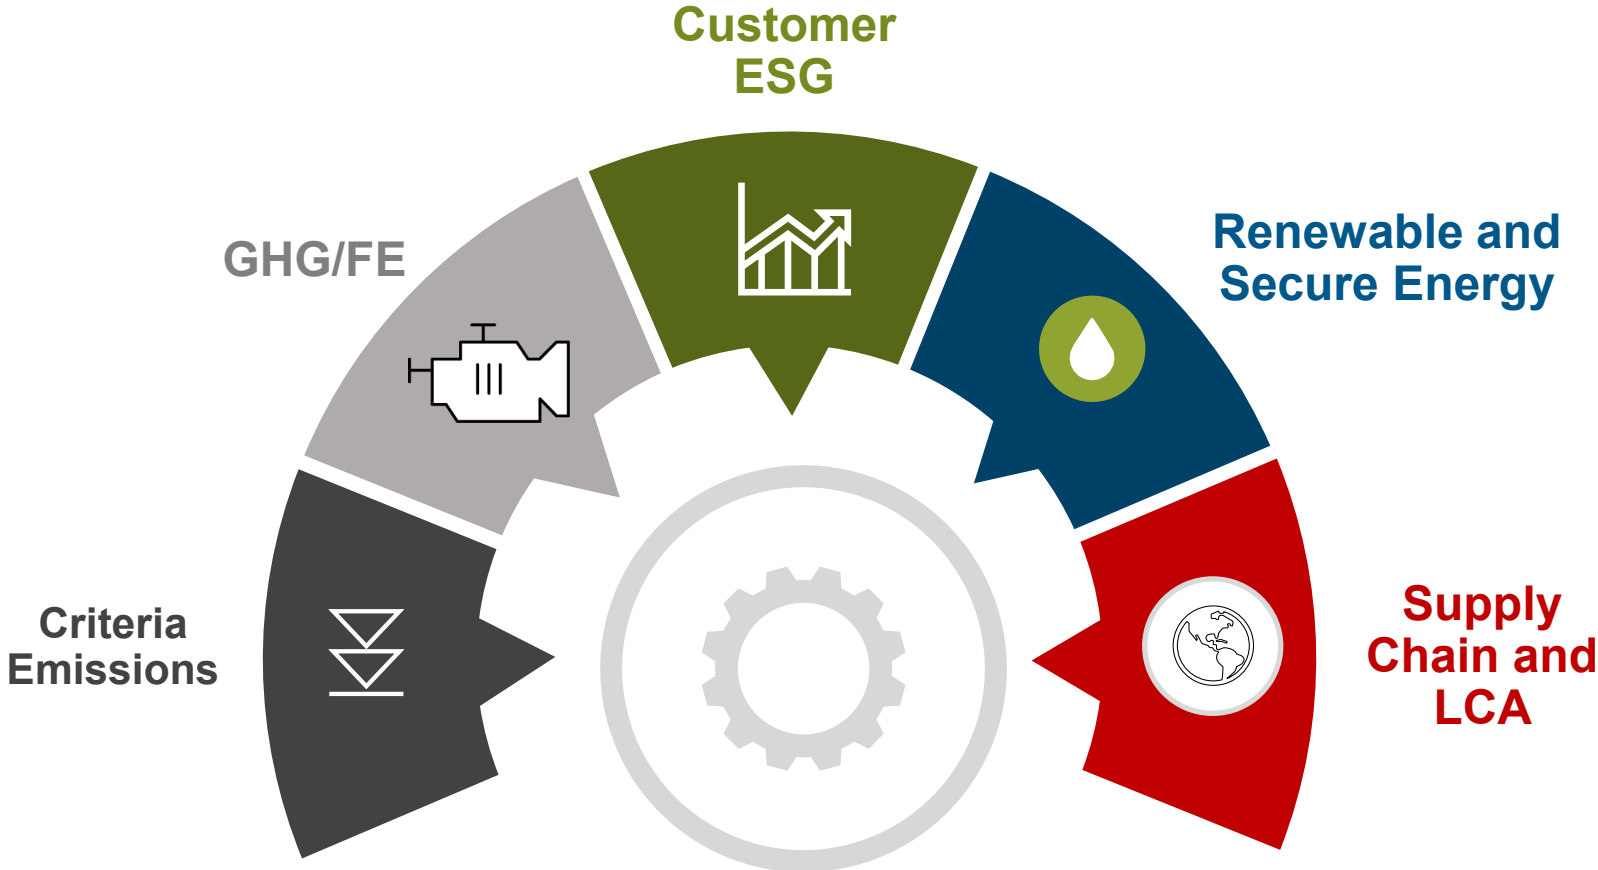 Customer
ESG
GHG/FE
Renewable and
Secure Energy
Criteria
Emissions
Supply
Chain and
LCA